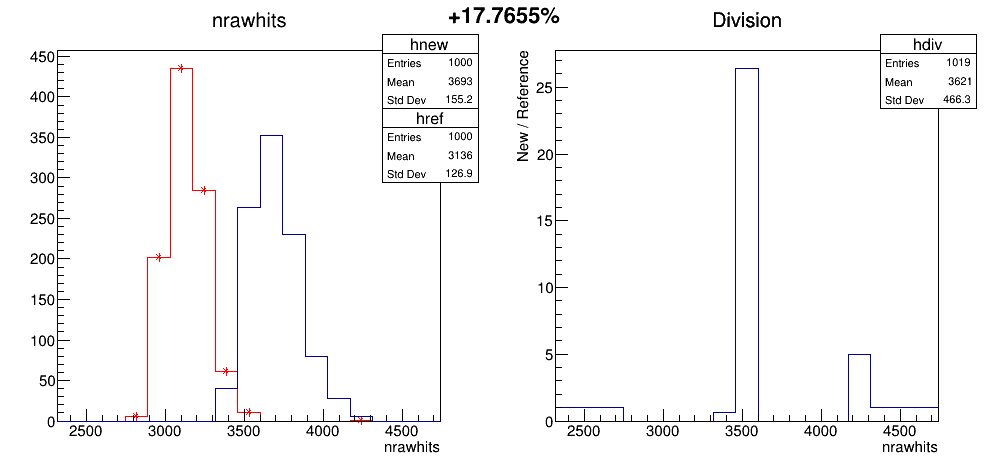 +17.7655%
nrawhits
hnew
Entries 1000
Mean 3693
Std Dev 155.2
href
Entries 1000
Mean 3136
Std Dev 126.9
450
400
350
300
250
200
150
100
50
0
2500 3000 3500 4000 4500
nrawhits
Division
hdiv
Entries 1019
Mean 3621
Std Dev 466.3
New / Reference
25
20
15
10
5
0
2500 3000 3500 4000 4500
nrawhits